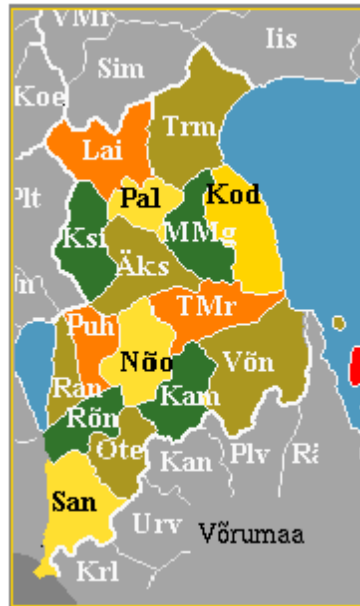 VMr
Iis
Sim
Koe
Trm
Lai
Plt
Pal
Kod
Ksi
MMg
Äks
TMr
Puh
Nõo
Võn
Ran
Kam
Rõn
Ote
Kan
Plv
San
Urv
Võrumaa
Krl